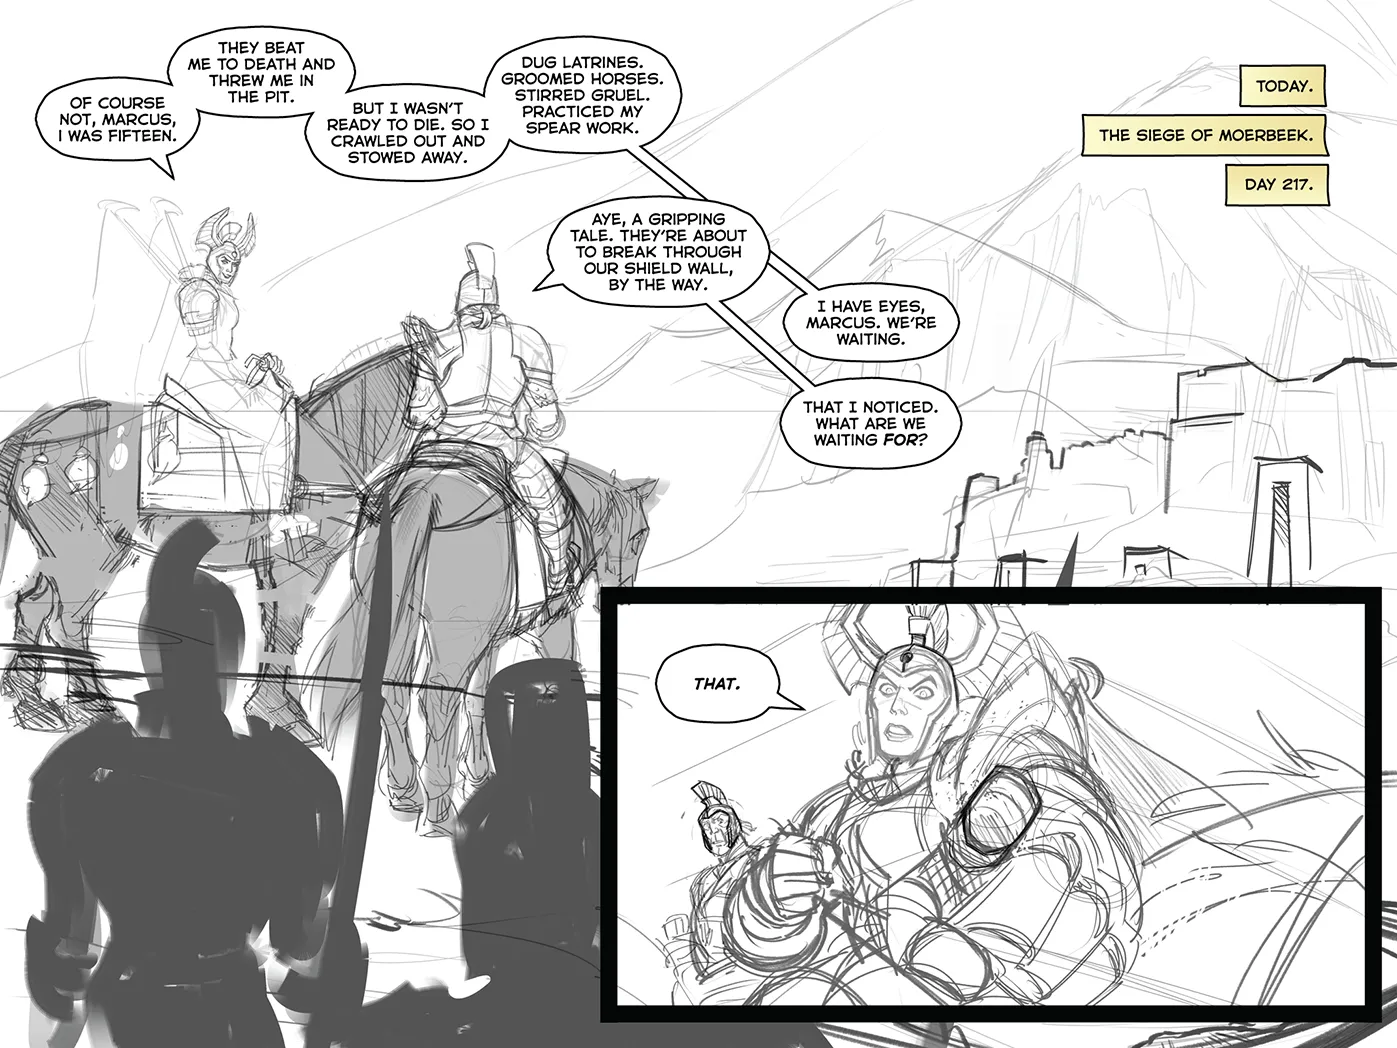 OF COURSE
NOT, MARCUS,
I WAS FIFTEEN.
THEY BEAT
ME TO DEATH AND
THREW ME IN
THE PIT.
BUT I WASN'T
READY TO DIE. SO I
CRAWLED OUT AND
STOWED AWAY.
DUG LATRINES.
GROOMED HORSES.
STIRRED GRUEL.
PRACTICED MY
SPEAR WORK.
TODAY.
THE SIEGE OF MOERBEEK.
DAY 217.
AYE, A GRIPPING
TALE. THEY'RE ABOUT
TO BREAK THROUGH
OUR SHIELD WALL,
BY THE WAY.
I HAVE EYES,
MARCUS. WE'RE
WAITING.
THAT I NOTICED.
WHAT ARE WE
WAITING FOR?
THAT.